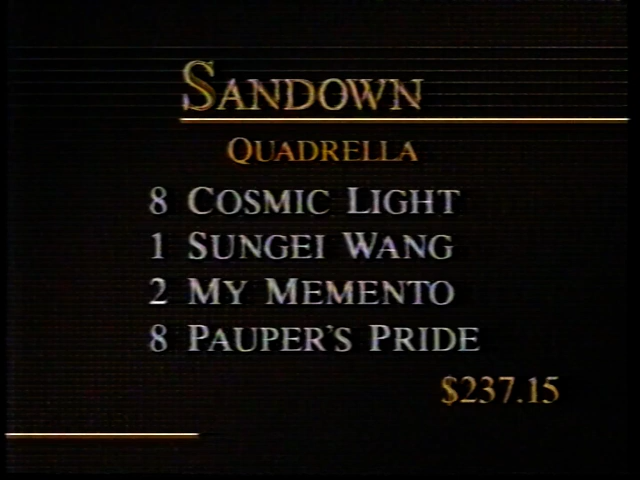 SANDOWN
QUADRELLA
8 COSMIC LIGHT
1 SUNGEI WANG
2 MY MEMENTO
8 PAUPER'S PRIDE
$237.15